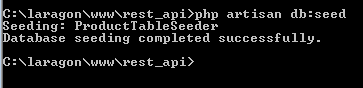 C:\laragon\www\rest_api>php artisan db:seed
Seeding: ProductTableSeeder
Database seeding completed successfully.
C:\laragon\www\rest_api>